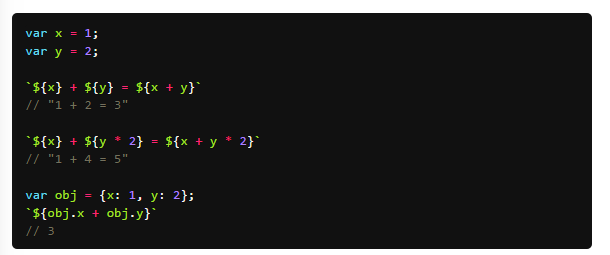 var x = 1;
var y = 2;
`${x} + ${y} = ${x + y}`
// "1 + 2 = 3"
`${x} + ${y * 2} = ${x + y * 2}`
// "1 + 4 = 5"
var obj = {x: 1, y: 2};
`${obj.x + obj.y}`
// 3